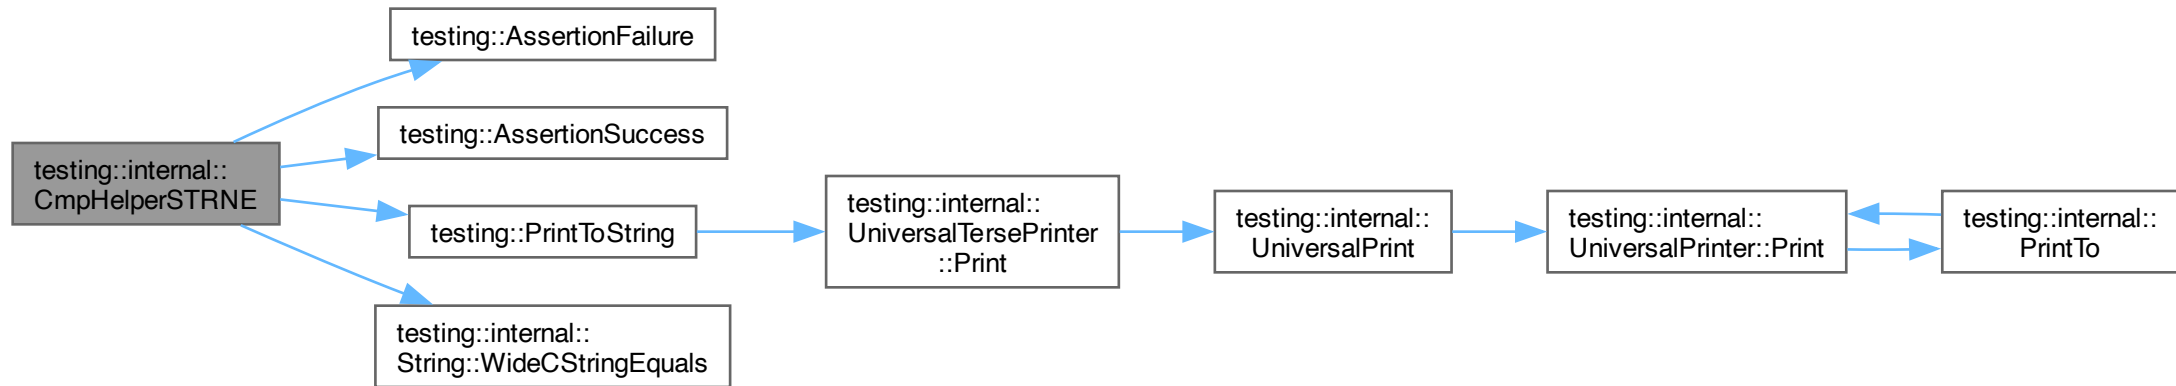 testing::AssertionFailure
testing::AssertionSuccess
testing::internal::
CmpHelperSTRNE
testing::PrintToString
testing::internal::
String::WideCStringEquals
testing::internal::
UniversalTersePrinter
::Print
testing::internal::
UniversalPrint
testing::internal::
UniversalPrinter::Print
testing::internal::
PrintTo